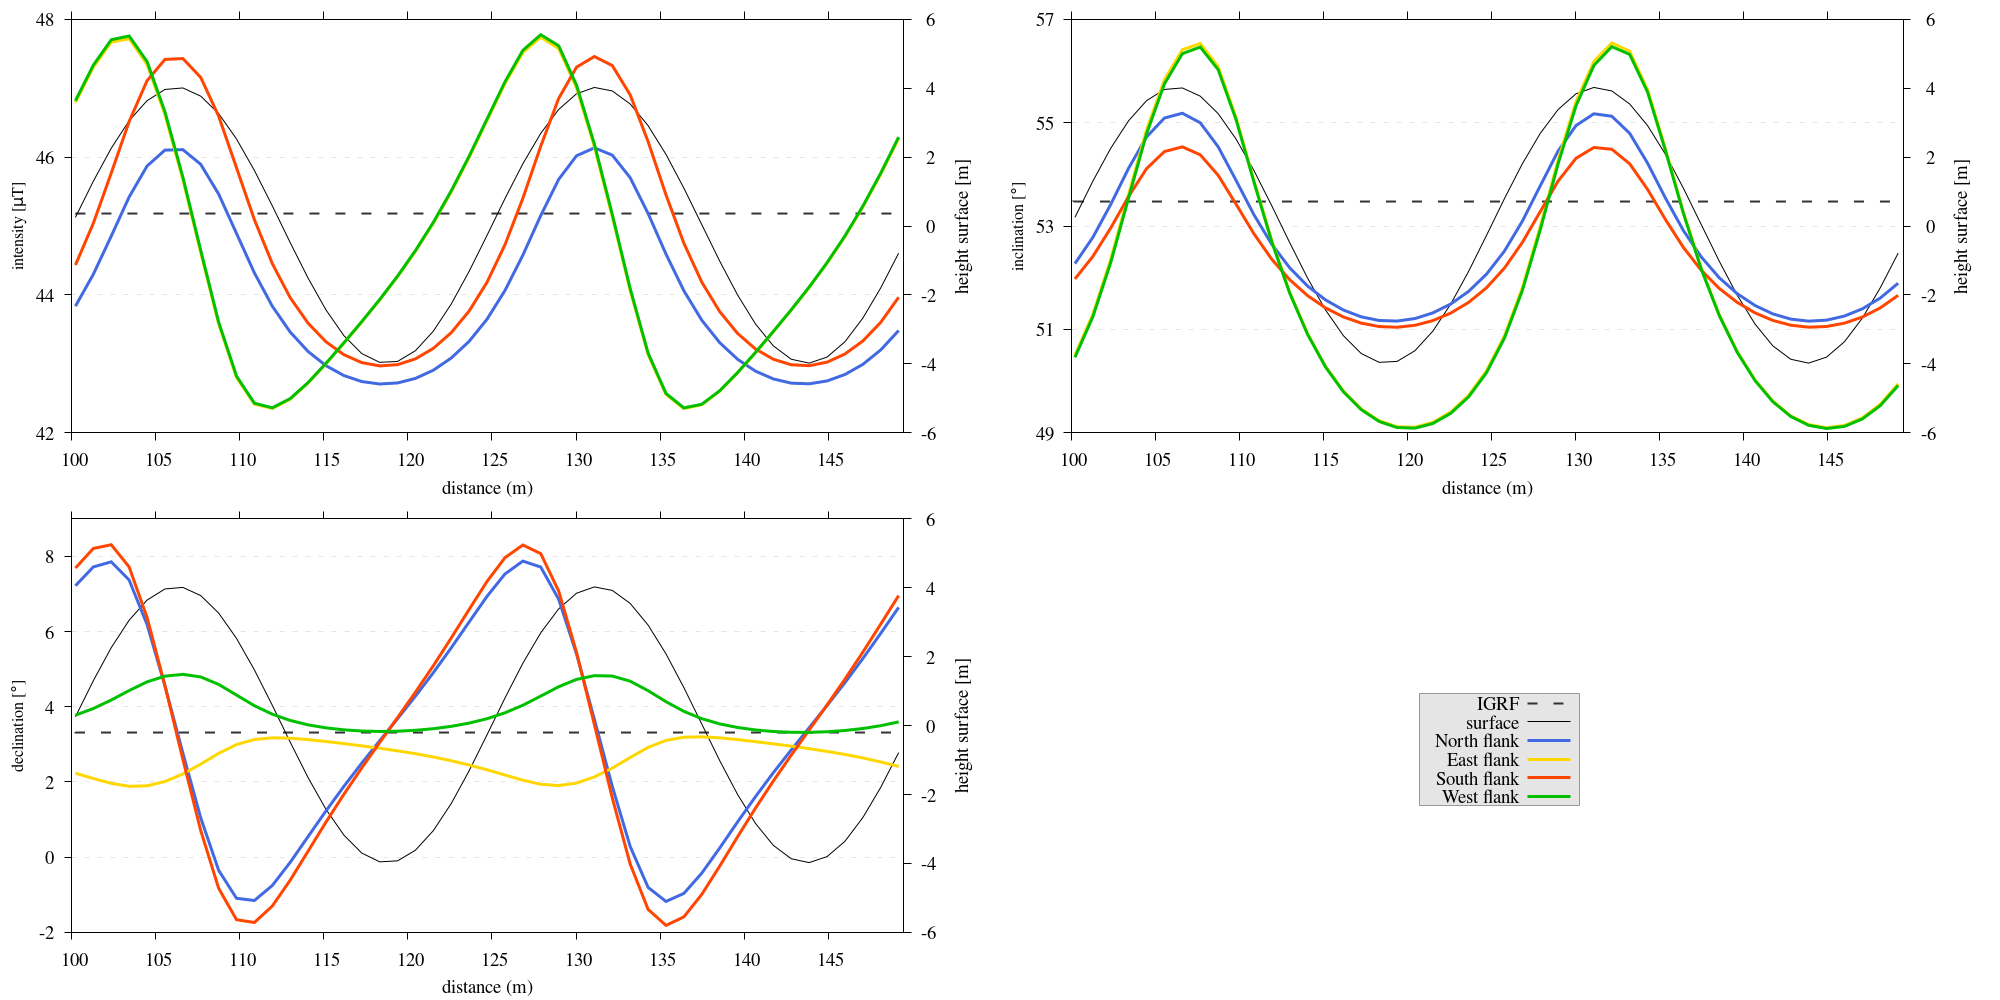 48
46
44
42
6
4
2
0
-2
-4
-6
100 105 110 115 120 125 130 135 140 145
distance (m)
intensity [µT]
height surface [m]
57
55
53
51
49
6
4
2
0
-2
-4
-6
100 105 110 115 120 125 130 135 140 145
distance (m)
inclination [°]
height surface [m]
8
6
4
2
0
-2
6
4
2
0
-2
-4
-6
100 105 110 115 120 125 130 135 140 145
distance (m)
declination [°]
height surface [m]
IGRF
surface
North flank
East flank
South flank
West flank